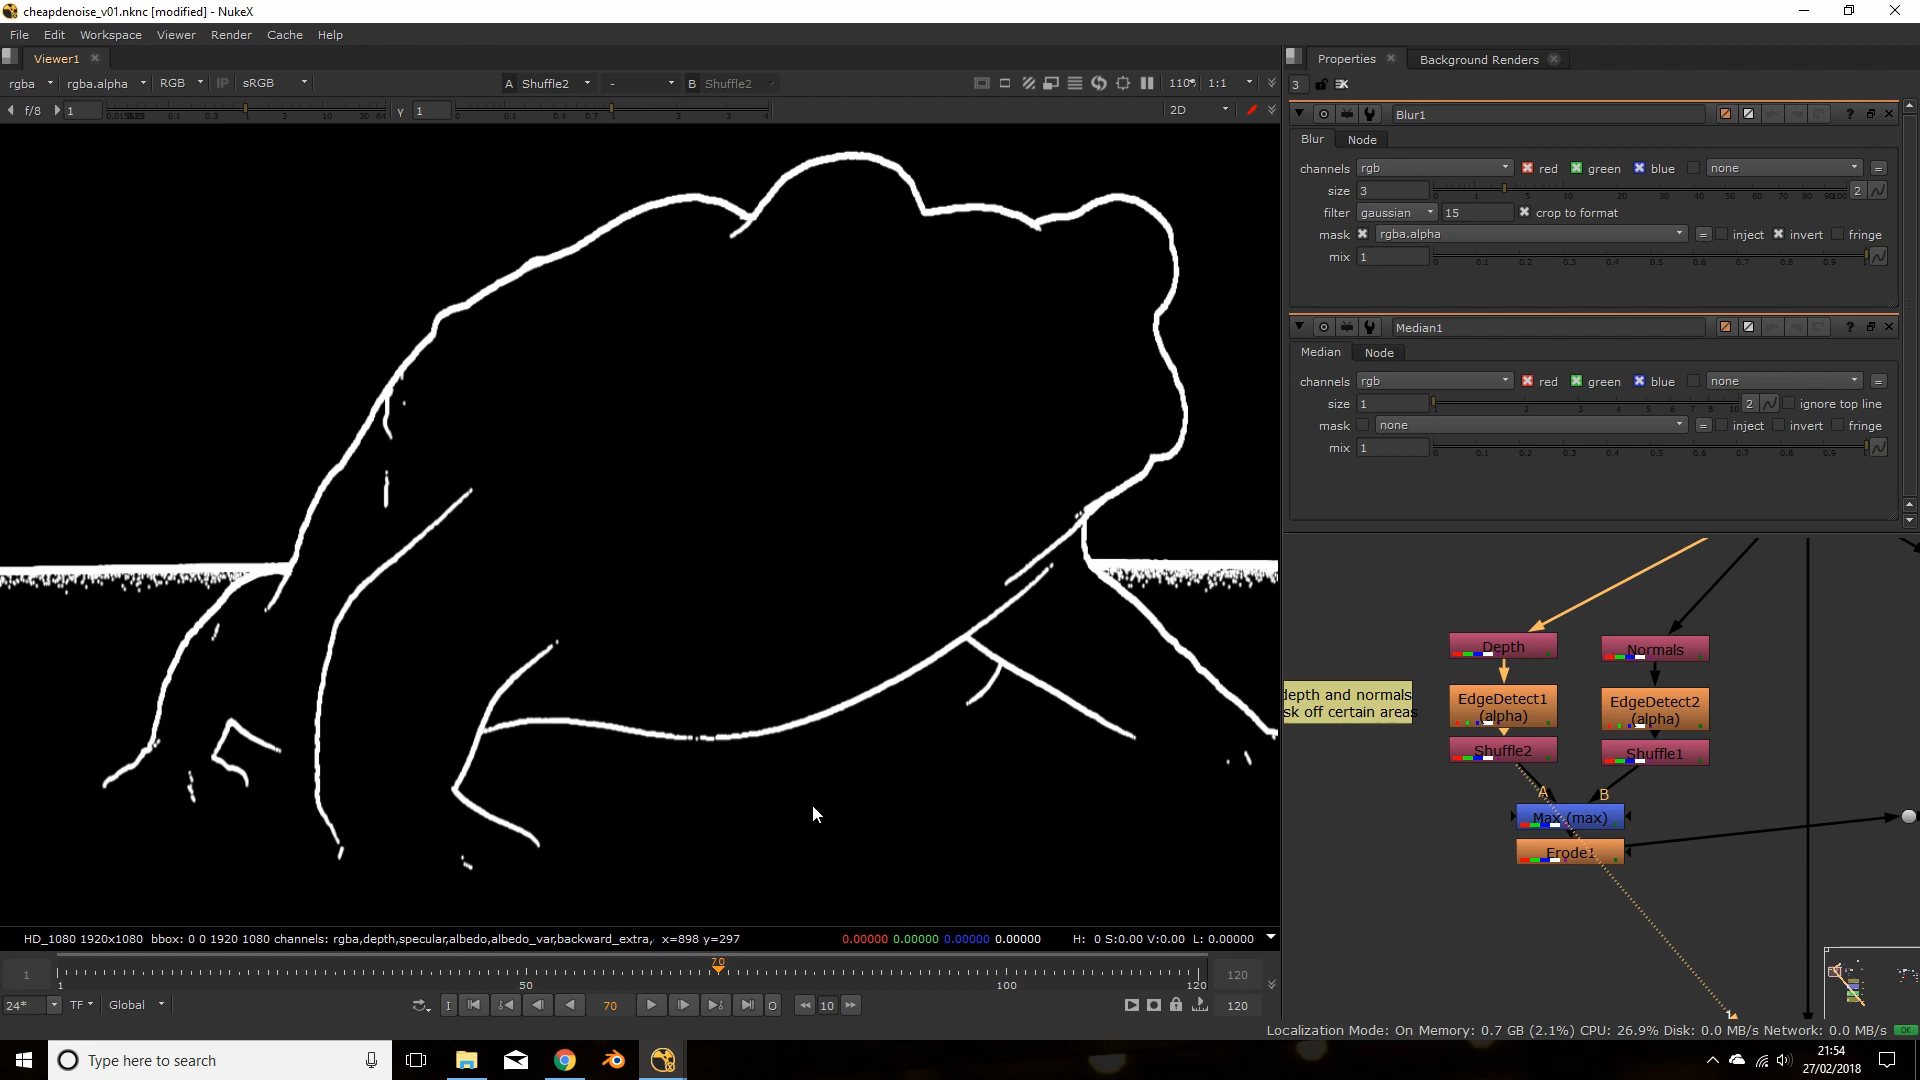 cheapdenoise_v01.nknc [modified] - NukeX
File Edit Workspace Viewer Render Cache Help
Viewer1
rgba rgba.alpha RGB IP sRGB A Shuffle2 - B Shuffle2 110% 1:1
f/8 1 Y 1 2D
Properties
Background Renders
3
Blur1
Blur Node
channels rgb red green blue none =
size 3 2
filter gaussian 15 crop to format
mask rgba.alpha = inject invert fringe
mix 1
Median1
Median Node
channels rgb red green blue none =
size 1 2 ignore top line
mask none = inject invert fringe
mix 1
Depth
Normals
depth and normals
sk off certain areas
EdgeDetect1
(alpha)
EdgeDetect2
(alpha)
Shuffle2
Shuffle1
A B
Max (max)
Erode1
1
HD_1080 1920x1080 bbox: 0 0 1920 1080 channels: rgba,depth,specular,albedo,albedo_var,backward_extra, x=898 y=297
0.00000 0.00000 0.00000 0.00000 H: 0 S:0.00 V:0.00 L: 0.00000
1 70 120
1 50 100 120
24* TF Global 70 10 120
Localization Mode: On Memory: 0.7 GB (2.1%) CPU: 26.9% Disk: 0.0 MB/s Network: 0.0 MB/s OK
Type here to search
21:54
27/02/2018